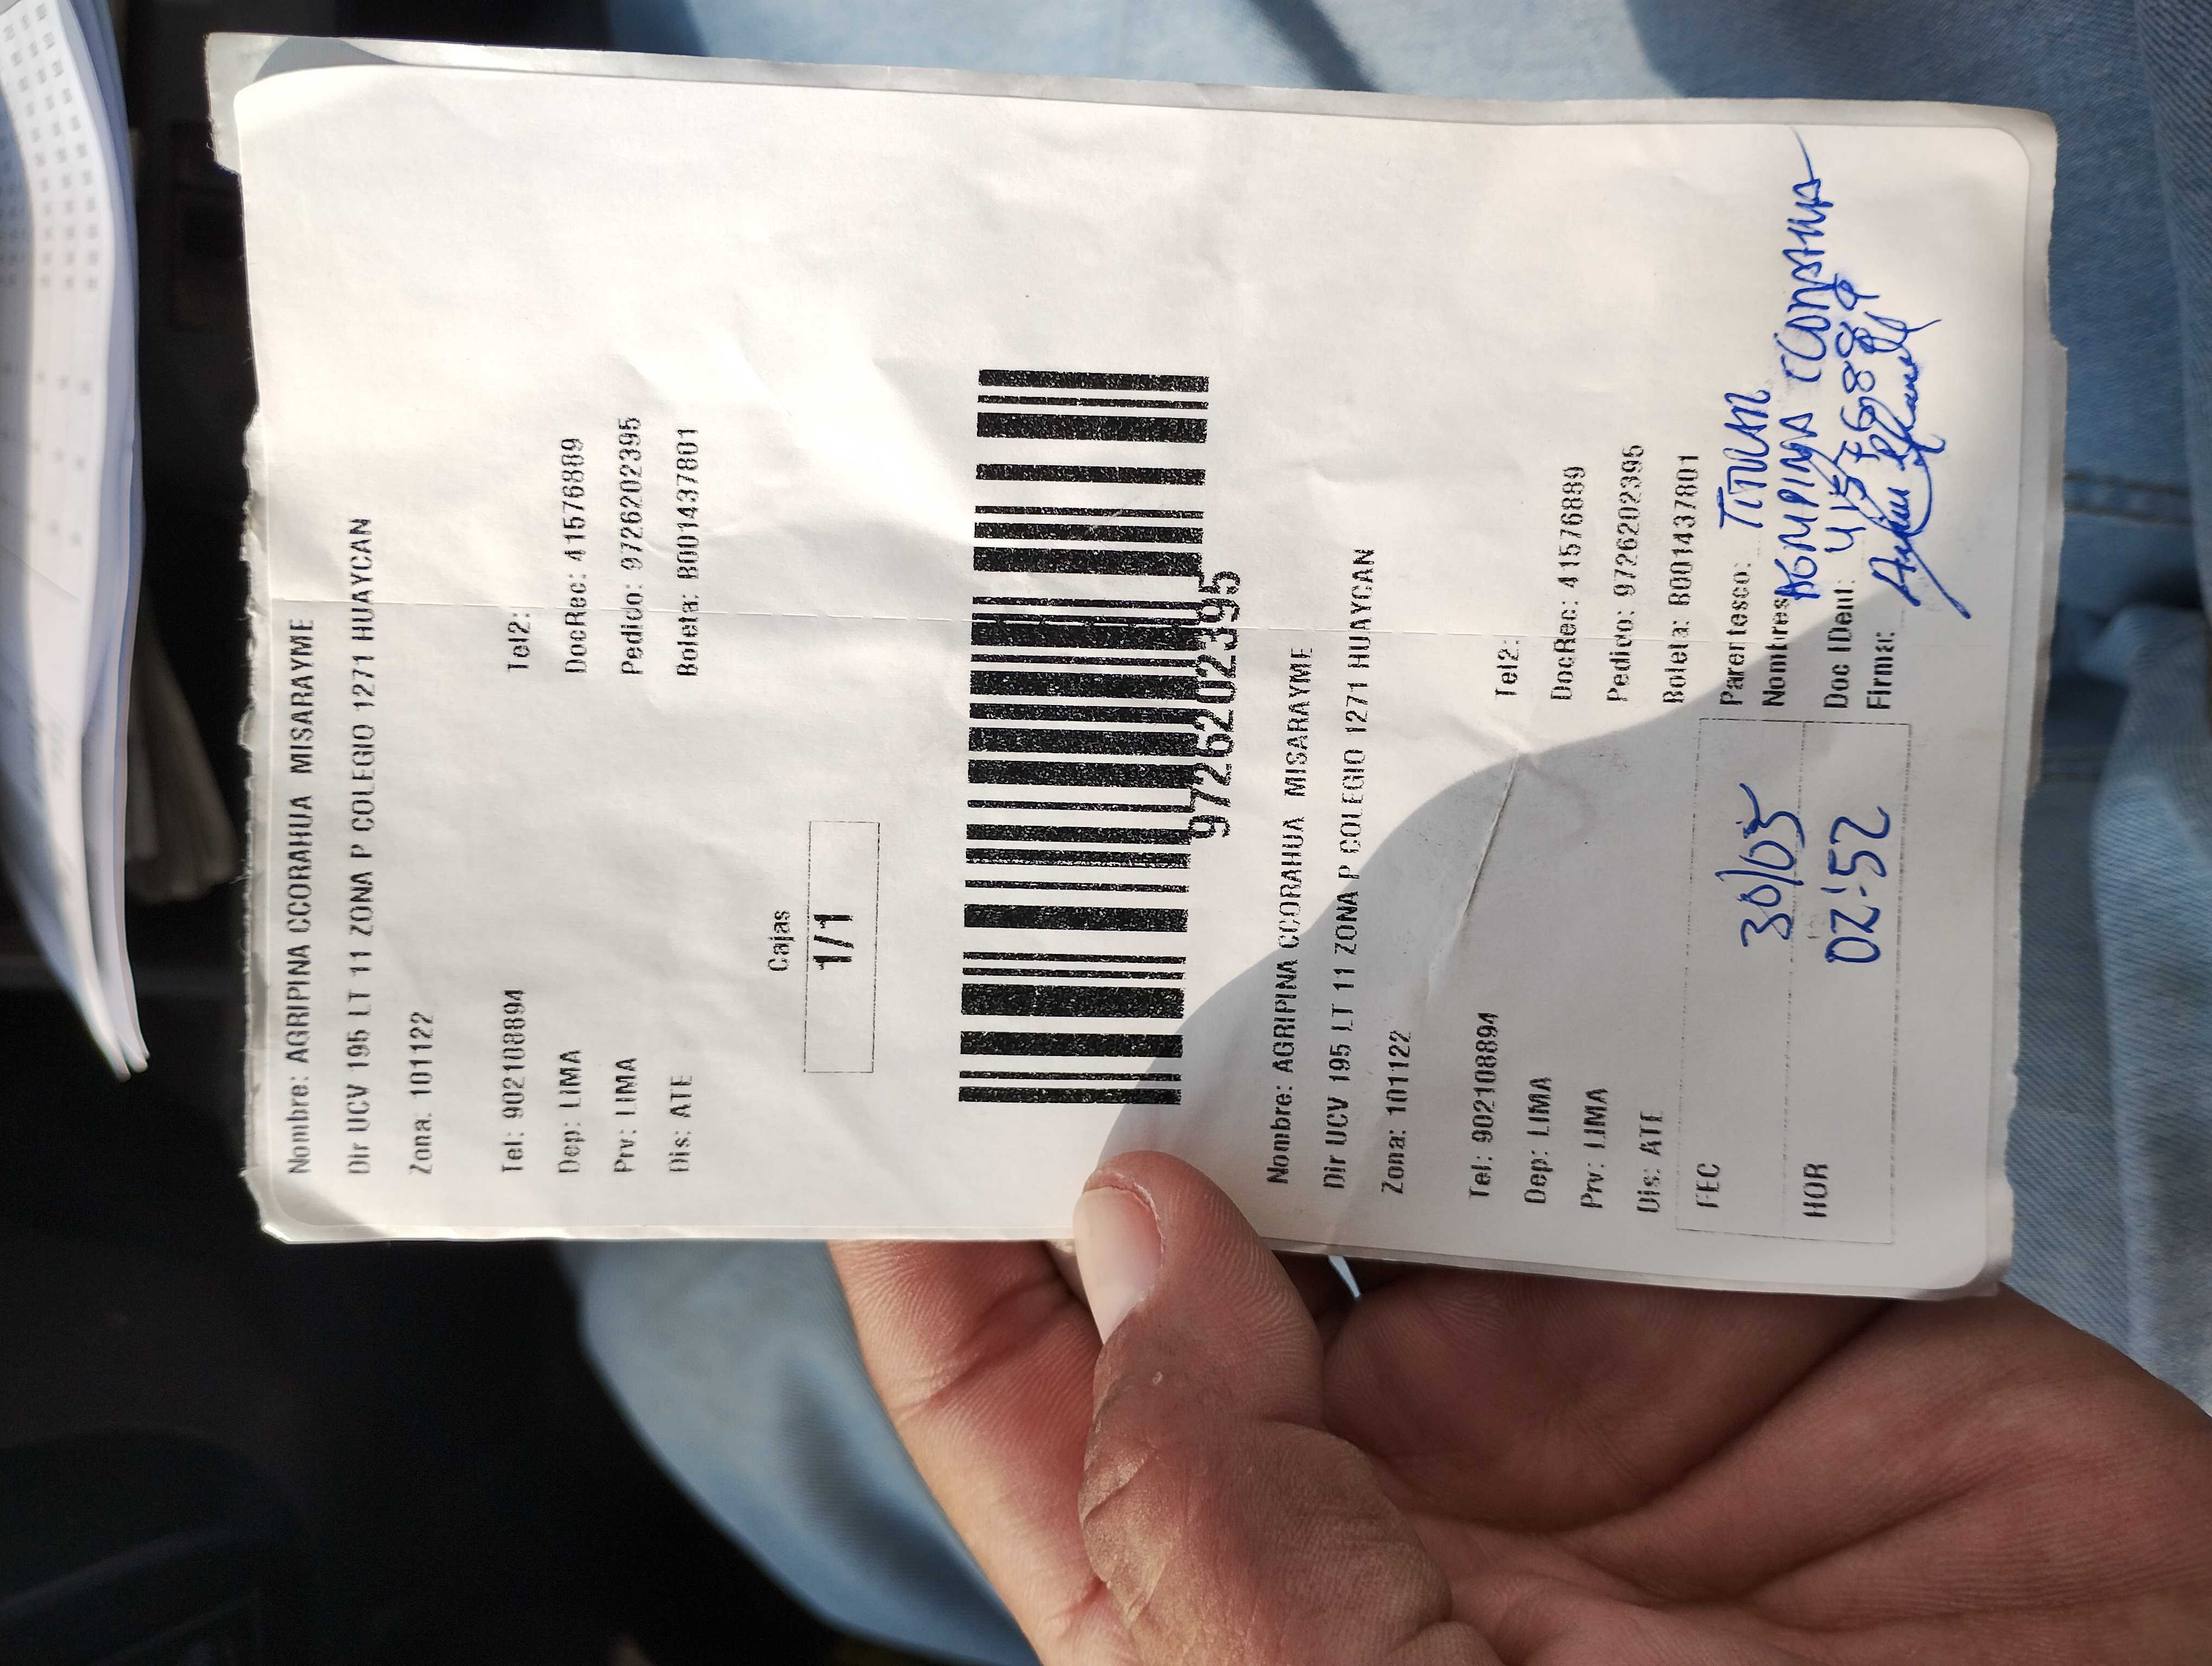 Nombre: AGRIPINA CCORAHUA MISARAYME
Dir UCV 195 LT 11 ZONA P COLEGIO 1271 HUAYCAN
Zona: 101122
Tel: 902108894 Tel2:
Dep: LIMA DocRec: 41576889
Prv: LIMA Pedido: 9726202395
Dis: ATE Boleta: B001437801
Cajas
1/1
9726202395
Nombre: AGRIPINA CCORAHUA MISARAYME
Dir UCV 195 LT 11 ZONA P COLEGIO 1271 HUAYCAN
Zona: 101122
Tel: 902108894 Tel2:
Dep: LIMA DocRec: 41576889
Prv: LIMA Pedido: 9726202395
Dis: ATE Boleta: B001437801
FEC 30/05 Parentesco:
Nombres: AGRIPINA CCORAHUA
HOR 02:52 Doc IDent: 41576889
Firma: